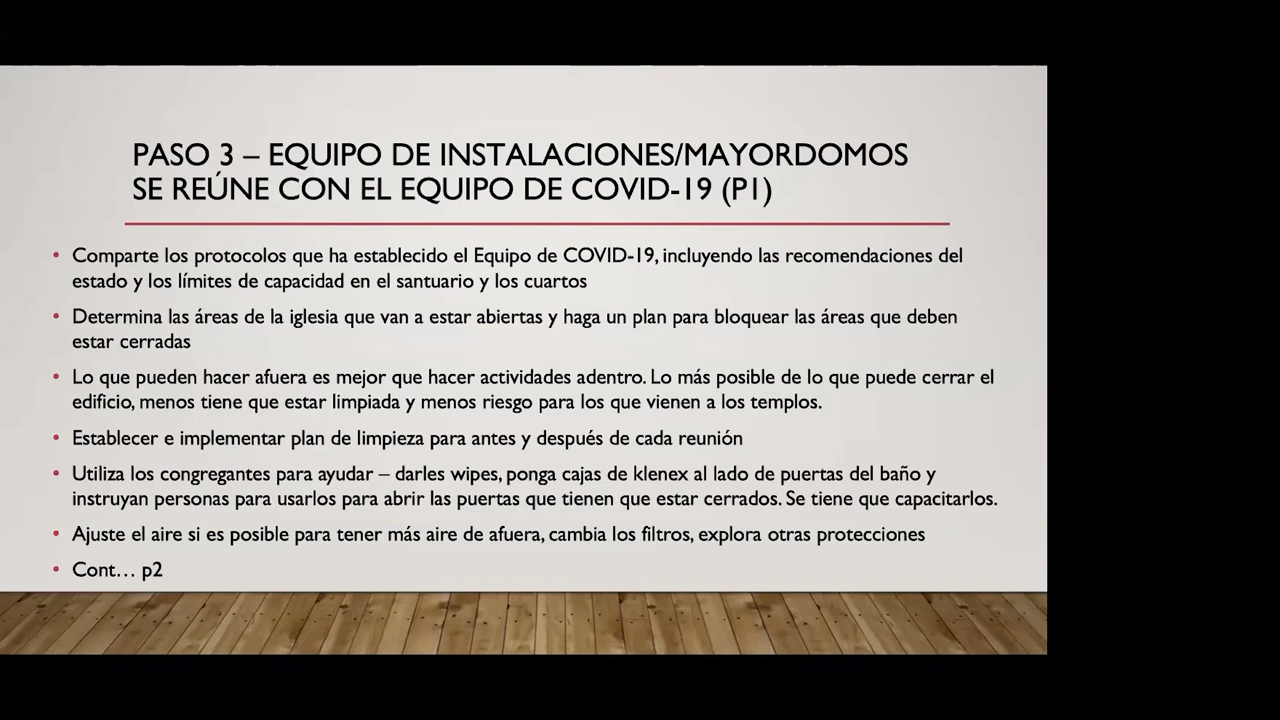 PASO 3 – EQUIPO DE INSTALACIONES/MAYORDOMOS
SE REÚNE CON EL EQUIPO DE COVID-19 (P1)
• Comparte los protocolos que ha establecido el Equipo de COVID-19, incluyendo las recomendaciones del
estado y los límites de capacidad en el santuario y los cuartos
• Determina las áreas de la iglesia que van a estar abiertas y haga un plan para bloquear las áreas que deben
estar cerradas
• Lo que pueden hacer afuera es mejor que hacer actividades adentro. Lo más posible de lo que puede cerrar el
edificio, menos tiene que estar limpiada y menos riesgo para los que vienen a los templos.
• Establecer e implementar plan de limpieza para antes y después de cada reunión
• Utiliza los congregantes para ayudar – darles wipes, ponga cajas de klenex al lado de puertas del baño y
instruyan personas para usarlos para abrir las puertas que tienen que estar cerrados. Se tiene que capacitarlos.
• Ajuste el aire si es posible para tener más aire de afuera, cambia los filtros, explora otras protecciones
• Cont… p2